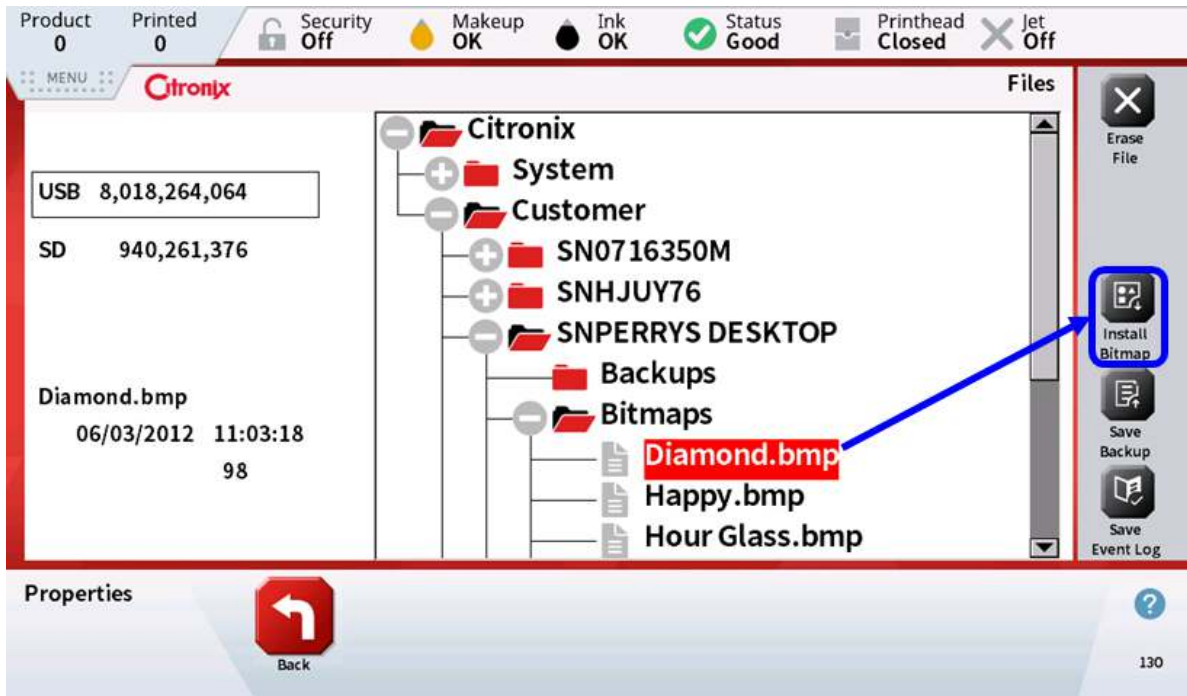 Product Printed Security Makeup Ink Status Printhead Jet
0 0 Off OK OK Good Closed Off
MENU
Citronix
Files
USB 8,018,264,064
SD 940,261,376
Diamond.bmp
06/03/2012 11:03:18
98
Citronix
System
Customer
SN0716350M
SNHJUY76
SNPERRYS DESKTOP
Backups
Bitmaps
Diamond.bmp
Happy.bmp
Hour Glass.bmp
Erase
File
Install
Bitmap
Save
Backup
Save
Event Log
Properties
Back
?
130